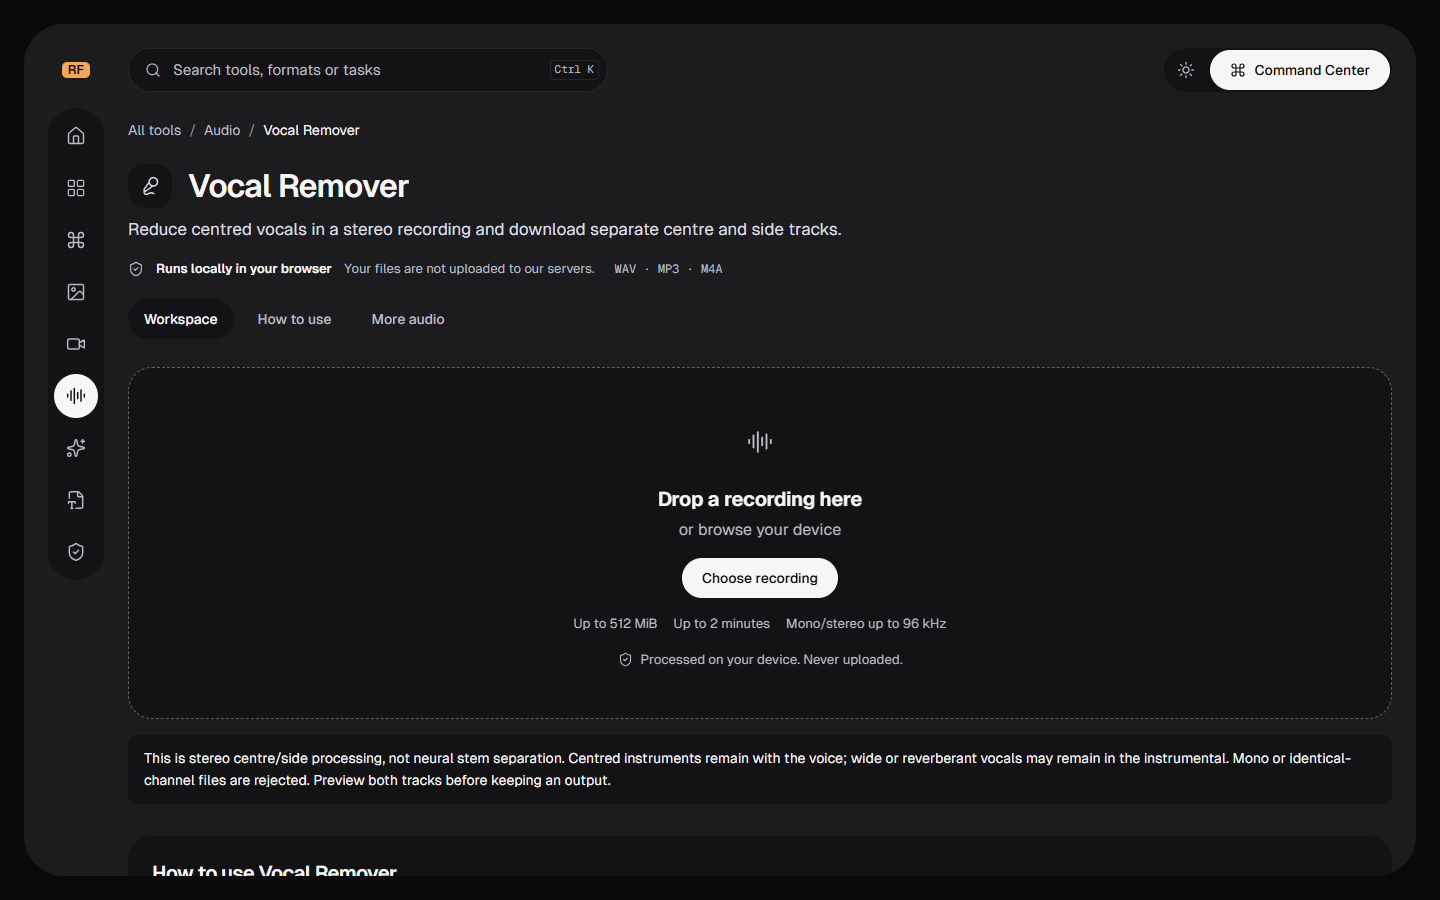 RF
Search tools, formats or tasks
Ctrl K
Command Center
All tools / Audio / Vocal Remover
Vocal Remover
Reduce centred vocals in a stereo recording and download separate centre and side tracks.
Runs locally in your browser Your files are not uploaded to our servers. WAV · MP3 · M4A
Workspace How to use More audio
Drop a recording here
or browse your device
Choose recording
Up to 512 MiB Up to 2 minutes Mono/stereo up to 96 kHz
Processed on your device. Never uploaded.
This is stereo centre/side processing, not neural stem separation. Centred instruments remain with the voice; wide or reverberant vocals may remain in the instrumental. Mono or identical-
channel files are rejected. Preview both tracks before keeping an output.
How to use Vocal Remover